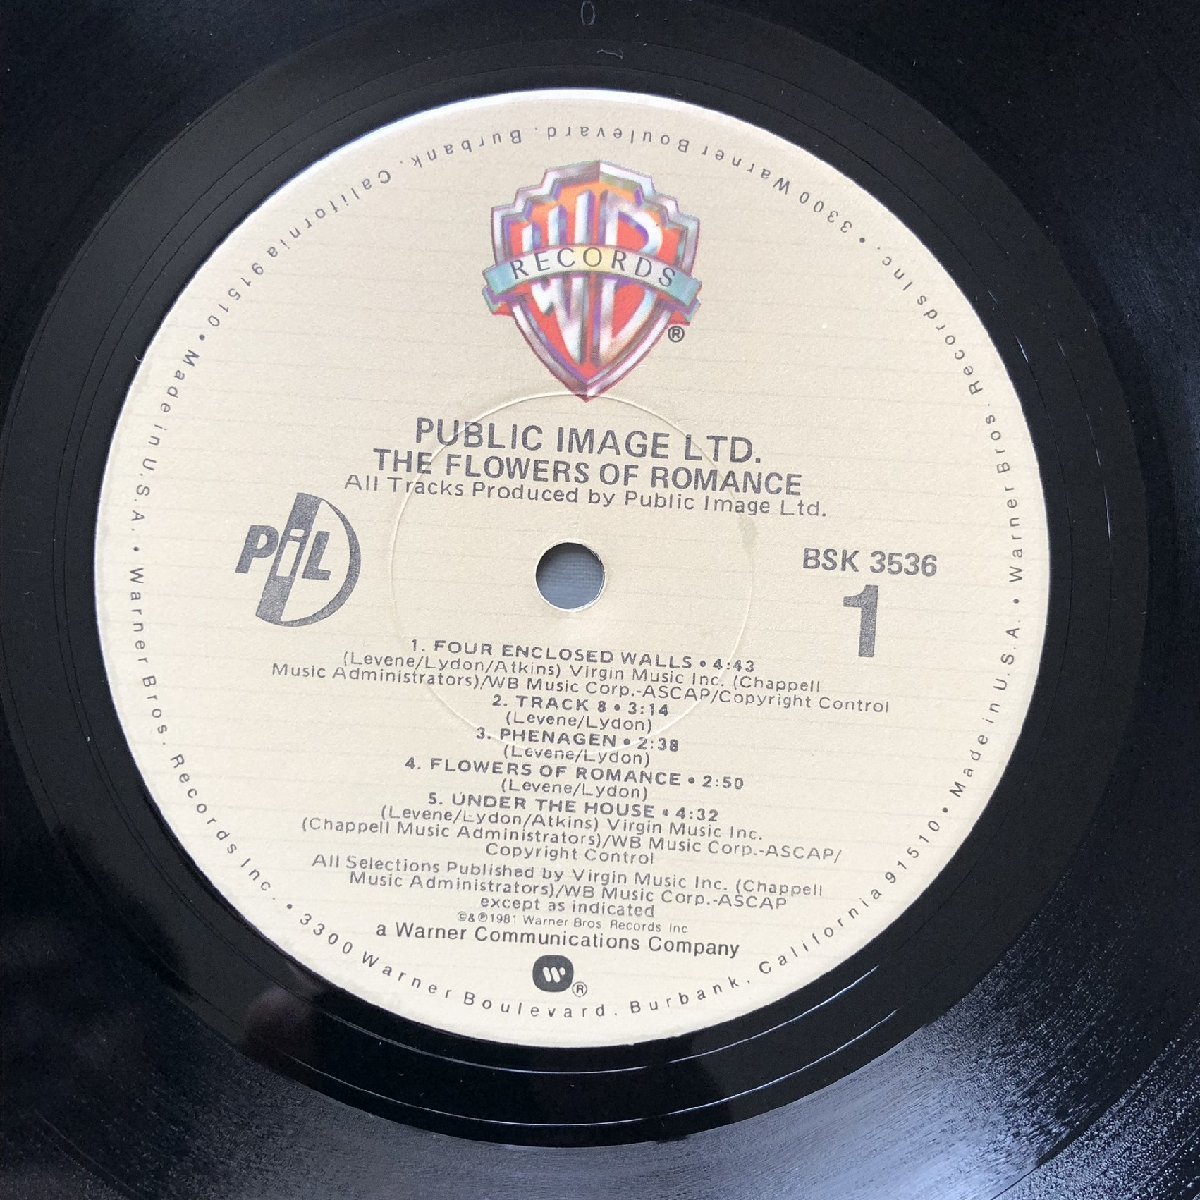 WB
RECORDS
®
PUBLIC IMAGE LTD.
THE FLOWERS OF ROMANCE
All Tracks Produced by Public Image Ltd.
PiL
BSK 3536
1
1. FOUR ENCLOSED WALLS • 4:43
(Levene/Lydon/Atkins) Virgin Music Inc. (Chappell
Music Administrators)/WB Music Corp.-ASCAP/Copyright Control
2. TRACK 8 • 3:14
(Levene/Lydon)
3. PHENAGEN • 2:38
(Levene/Lydon)
4. FLOWERS OF ROMANCE • 2:50
(Levene/Lydon)
5. UNDER THE HOUSE • 4:32
(Levene/Lydon/Atkins) Virgin Music Inc.
(Chappell Music Administrators)/WB Music Corp.-ASCAP/
Copyright Control
All Selections Published by Virgin Music Inc. (Chappell
Music Administrators)/WB Music Corp.-ASCAP
except as indicated
©&℗1981 Warner Bros. Records Inc
a Warner Communications Company
®
Made in U.S.A. • Warner Bros. Records Inc. • 3300 Warner Boulevard. Burbank, California 91510 • Made in U.S.A. • Warner Bros. Records Inc. • 3300 Warner Boulevard. Burbank, California 91510 •